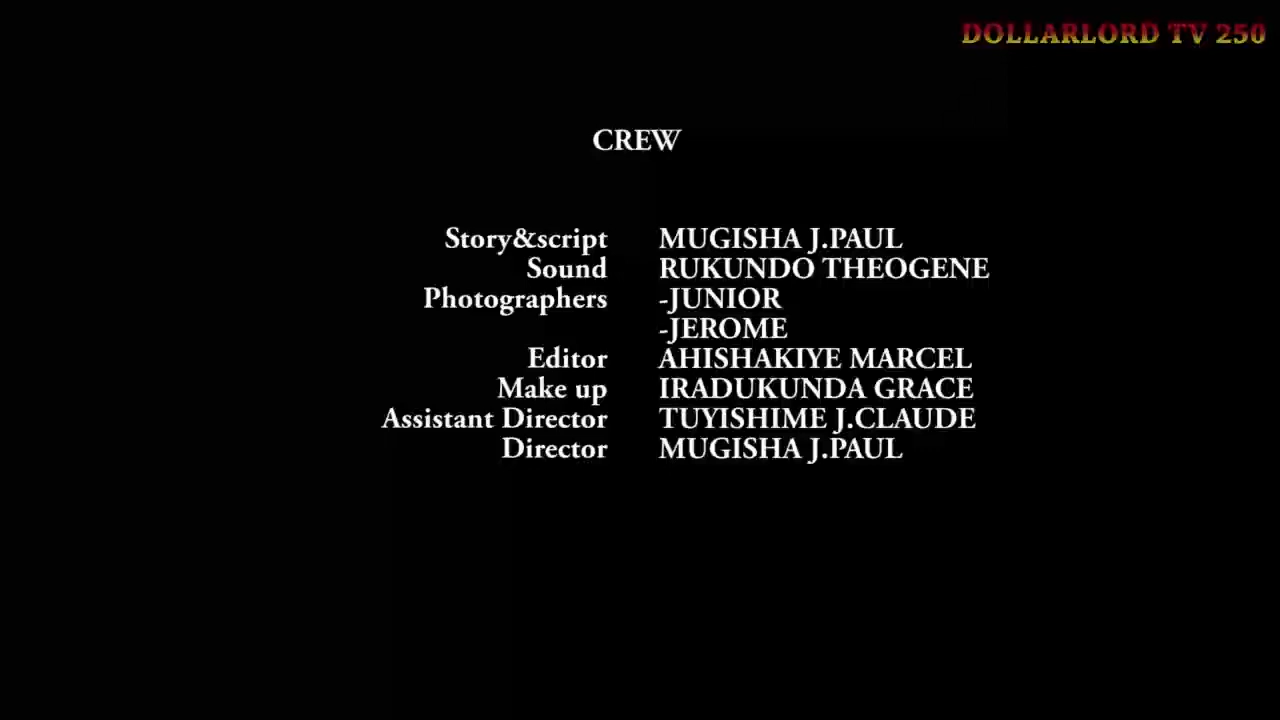 DOLLARLORD TV 250
CREW
Story&script MUGISHA J.PAUL
Sound RUKUNDO THEOGENE
Photographers -JUNIOR
-JEROME
Editor AHISHAKIYE MARCEL
Make up IRADUKUNDA GRACE
Assistant Director TUYISHIME J.CLAUDE
Director MUGISHA J.PAUL